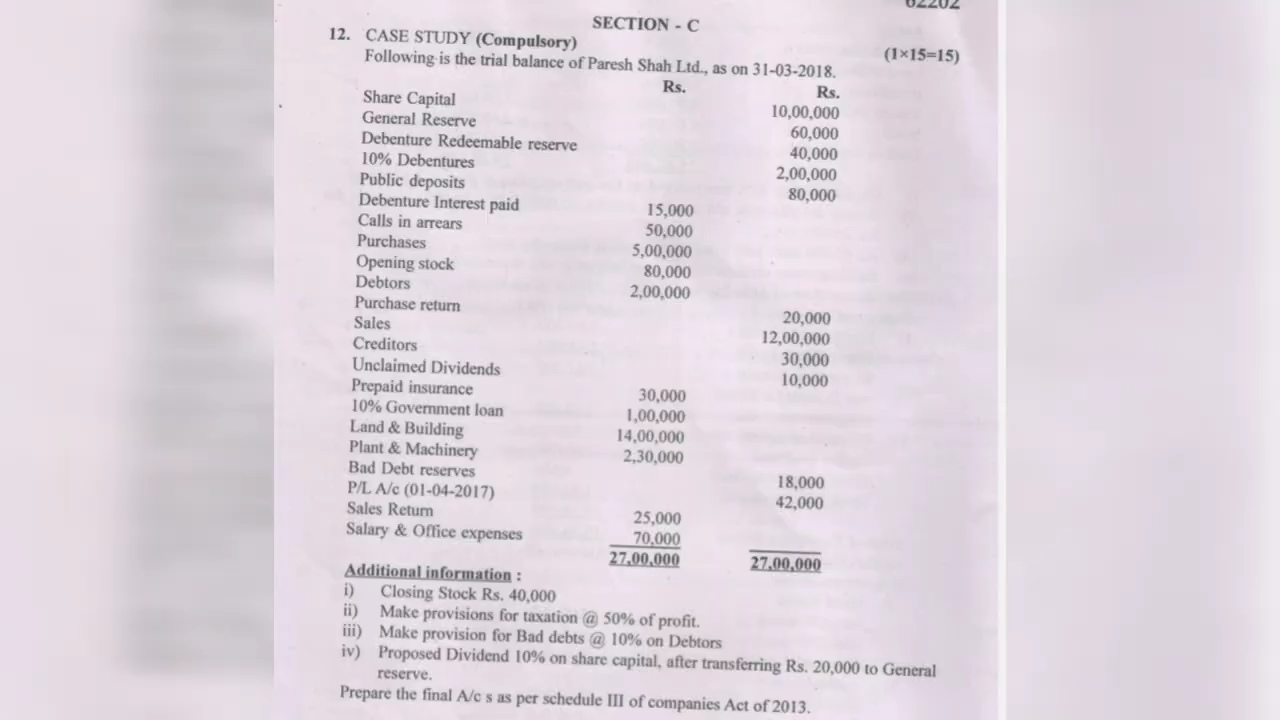 62202
SECTION - C
12. CASE STUDY (Compulsory) (1×15=15)
Following is the trial balance of Paresh Shah Ltd., as on 31-03-2018.
Rs. Rs.
Share Capital 10,00,000
General Reserve 60,000
Debenture Redeemable reserve 40,000
10% Debentures 2,00,000
Public deposits 80,000
Debenture Interest paid 15,000
Calls in arrears 50,000
Purchases 5,00,000
Opening stock 80,000
Debtors 2,00,000
Purchase return 20,000
Sales 12,00,000
Creditors 30,000
Unclaimed Dividends 10,000
Prepaid insurance 30,000
10% Government loan 1,00,000
Land & Building 14,00,000
Plant & Machinery 2,30,000
Bad Debt reserves 18,000
P/L A/c (01-04-2017) 42,000
Sales Return 25,000
Salary & Office expenses 70,000
27,00,000 27,00,000
Additional information :
i) Closing Stock Rs. 40,000
ii) Make provisions for taxation @ 50% of profit.
iii) Make provision for Bad debts @ 10% on Debtors
iv) Proposed Dividend 10% on share capital, after transferring Rs. 20,000 to General
reserve.
Prepare the final A/c s as per schedule III of companies Act of 2013.